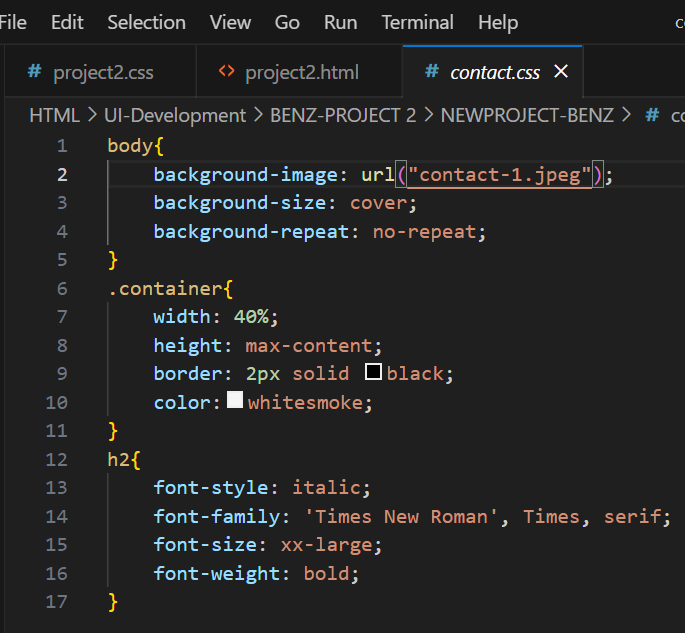 File Edit Selection View Go Run Terminal Help
# project2.css <> project2.html # contact.css ×
HTML > UI-Development > BENZ-PROJECT 2 > NEWPROJECT-BENZ > #
1 body{
2     background-image: url("contact-1.jpeg");
3     background-size: cover;
4     background-repeat: no-repeat;
5 }
6 .container{
7     width: 40%;
8     height: max-content;
9     border: 2px solid black;
10     color: whitesmoke;
11 }
12 h2{
13     font-style: italic;
14     font-family: 'Times New Roman', Times, serif;
15     font-size: xx-large;
16     font-weight: bold;
17 }